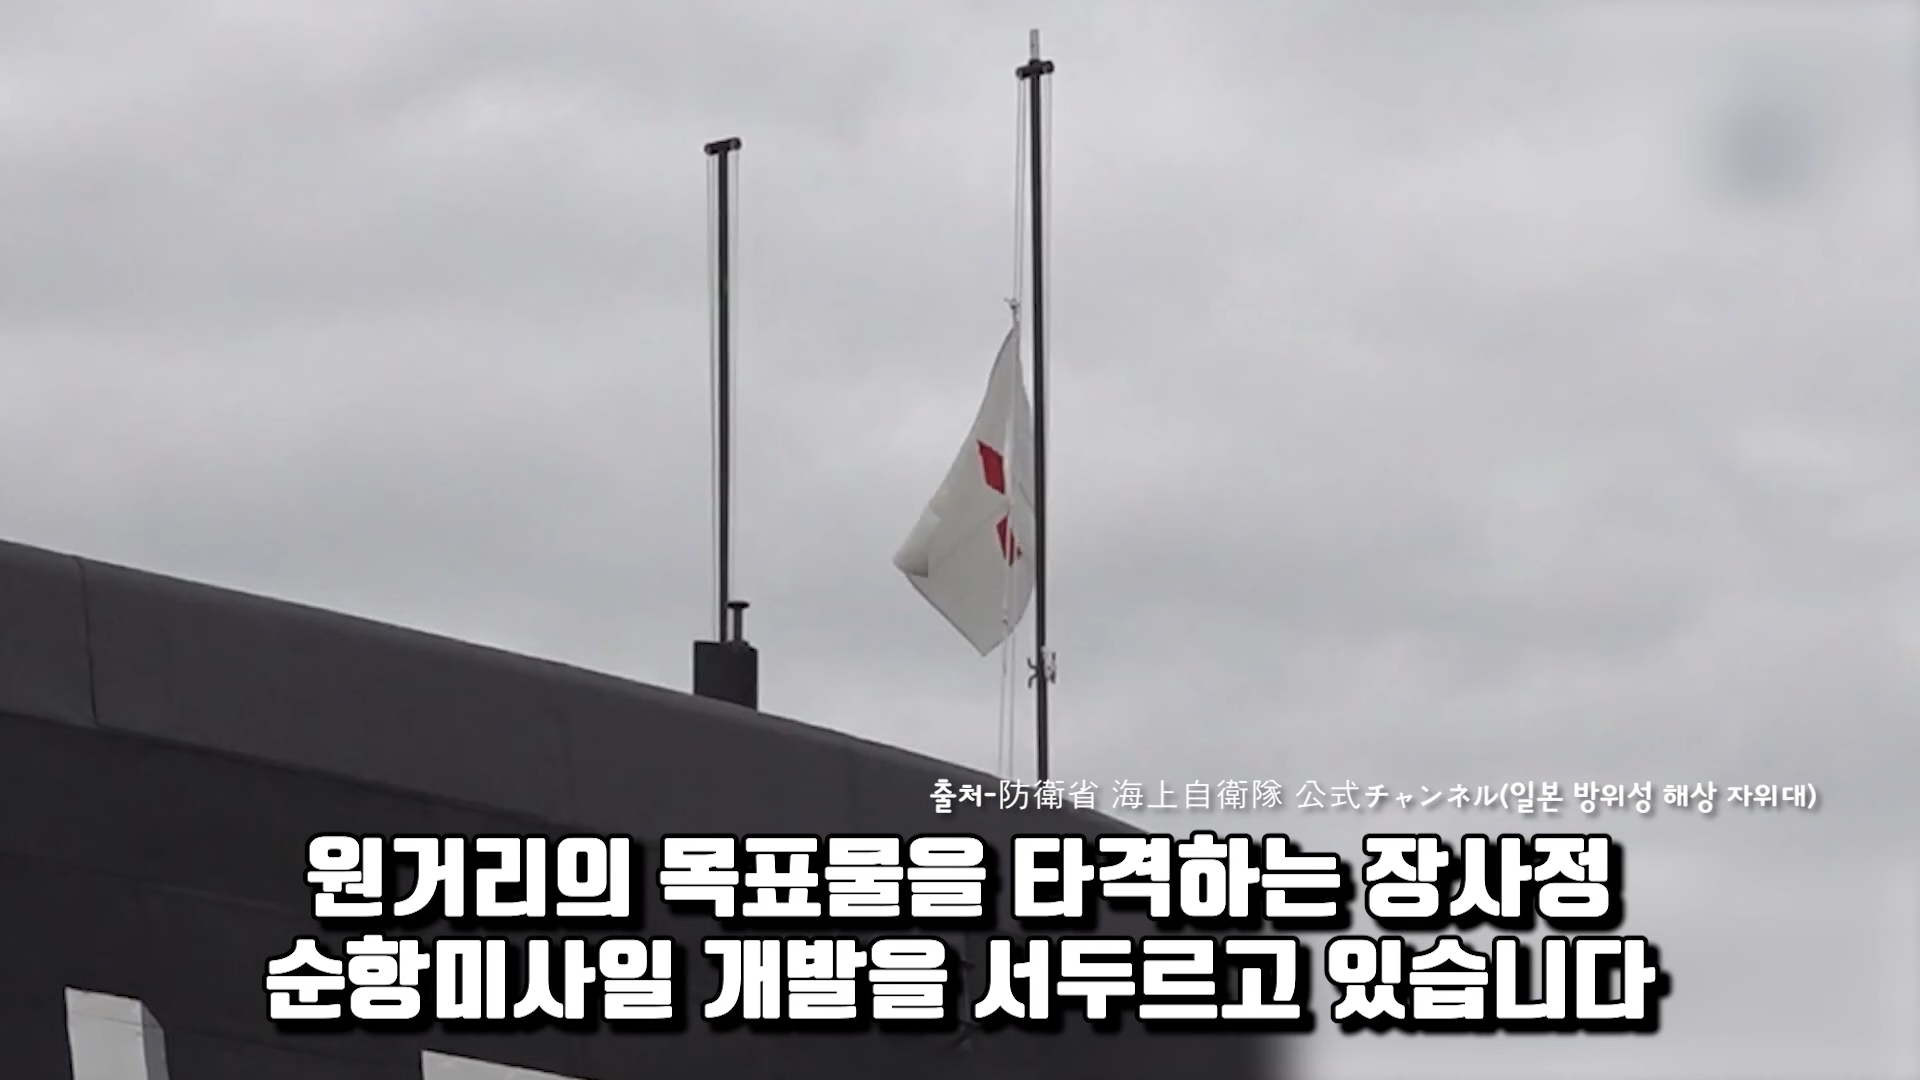 출처-防衛省 海上自衛隊 公式チャンネル(일본 방위성 해상 자위대)
원거리의 목표물을 타격하는 장사정
순항미사일 개발을 서두르고 있습니다